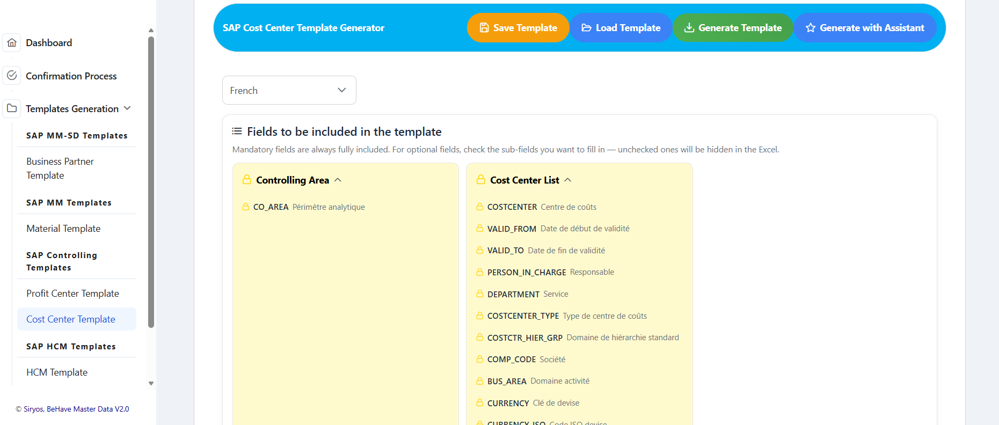 SAP Cost Center Template Generator
Save Template
Load Template
Generate Template
Generate with Assistant
Dashboard
Confirmation Process
Templates Generation
SAP MM-SD Templates
Business Partner
Template
SAP MM Templates
Material Template
SAP Controlling
Templates
Profit Center Template
Cost Center Template
SAP HCM Templates
HCM Template
© Siryos, BeHave Master Data V2.0
French
Fields to be included in the template
Mandatory fields are always fully included. For optional fields, check the sub-fields you want to fill in — unchecked ones will be hidden in the Excel.
Controlling Area
CO_AREA Périmètre analytique
Cost Center List
COSTCENTER Centre de coûts
VALID_FROM Date de début de validité
VALID_TO Date de fin de validité
PERSON_IN_CHARGE Responsable
DEPARTMENT Service
COSTCENTER_TYPE Type de centre de coûts
COSTCTR_HIER_GRP Domaine de hiérarchie standard
COMP_CODE Société
BUS_AREA Domaine activité
CURRENCY Clé de devise
CURRENCY_ISO Code ISO devise